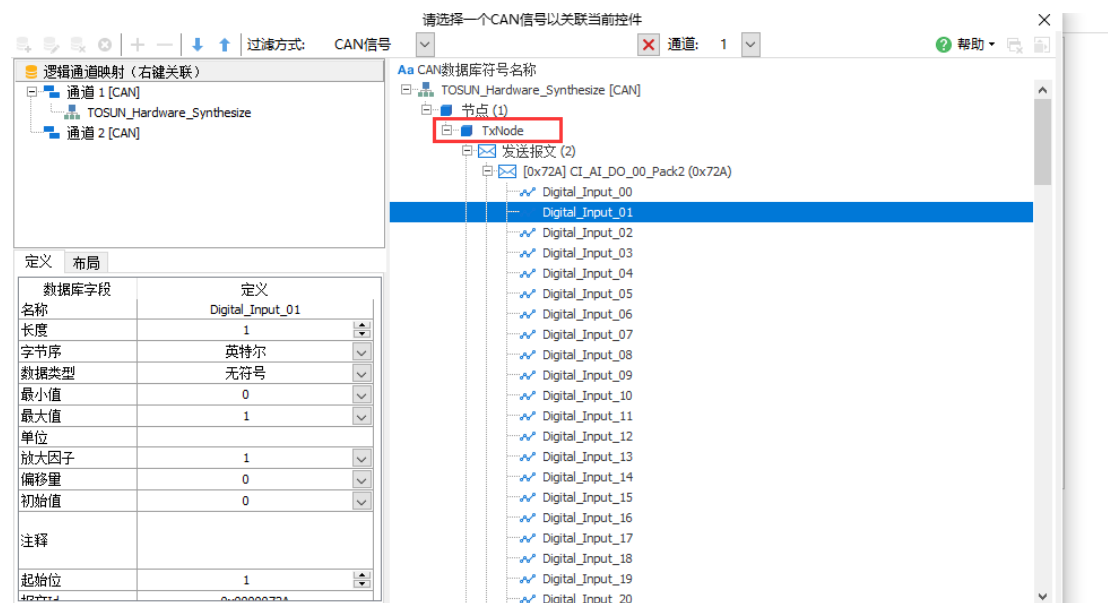 请选择一个CAN信号以关联当前控件
过滤方式: CAN信号 通道: 1 帮助
逻辑通道映射（右键关联）
通道 1 [CAN]
TOSUN_Hardware_Synthesize
通道 2 [CAN]
Aa CAN数据库符号名称
TOSUN_Hardware_Synthesize [CAN]
节点 (1)
TxNode
发送报文 (2)
[0x72A] CI_AI_DO_00_Pack2 (0x72A)
Digital_Input_00
Digital_Input_01
Digital_Input_02
Digital_Input_03
Digital_Input_04
Digital_Input_05
Digital_Input_06
Digital_Input_07
Digital_Input_08
Digital_Input_09
Digital_Input_10
Digital_Input_11
Digital_Input_12
Digital_Input_13
Digital_Input_14
Digital_Input_15
Digital_Input_16
Digital_Input_17
Digital_Input_18
Digital_Input_19
Digital_Input_20
定义 布局
数据库字段 定义
名称 Digital_Input_01
长度 1
字节序 英特尔
数据类型 无符号
最小值 0
最大值 1
单位
放大因子 1
偏移量 0
初始值 0
注释
起始位 1
报文Id 0x0000072A